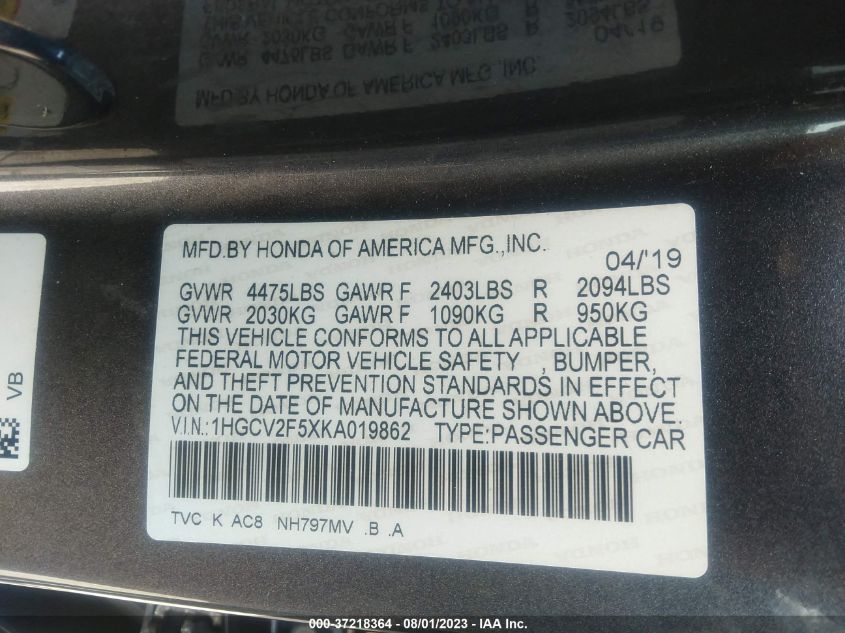 MFD.BY HONDA OF AMERICA MFG.,INC. 04/'19
GVWR 4475LBS GAWR F 2403LBS R 2094LBS
GVWR 2030KG GAWR F 1090KG R 950KG
THIS VEHICLE CONFORMS TO ALL APPLICABLE
FEDERAL MOTOR VEHICLE SAFETY , BUMPER,
AND THEFT PREVENTION STANDARDS IN EFFECT
ON THE DATE OF MANUFACTURE SHOWN ABOVE.
V.I.N.:1HGCV2F5XKA019862 TYPE:PASSENGER CAR
TVC K AC8 NH797MV .B .A
VB
000-37218364 - 08/01/2023 - IAA Inc.